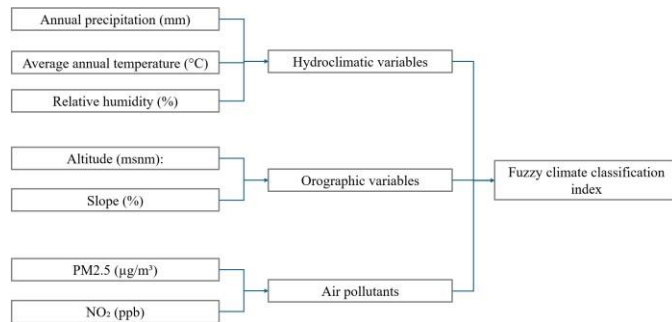 Annual precipitation (mm)
Average annual temperature (°C)
Relative humidity (%)
Hydroclimatic variables
Altitude (msnm):
Slope (%)
Orographic variables
PM2.5 (µg/m³)
NO₂ (ppb)
Air pollutants
Fuzzy climate classification
index